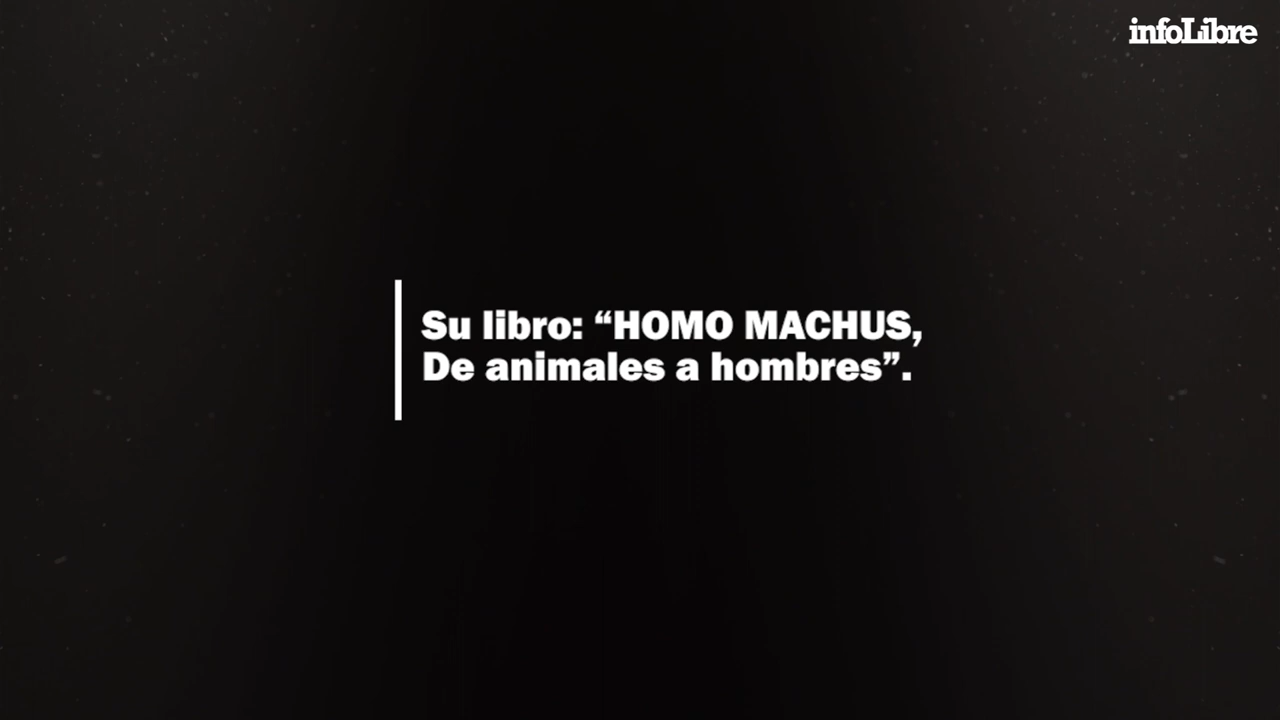 infoLibre
Su libro: “HOMO MACHUS,
De animales a hombres”.